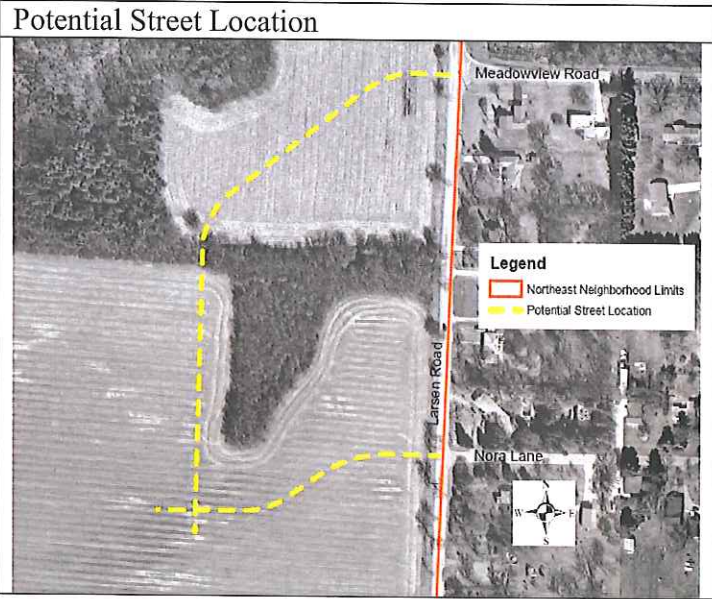 Potential Street Location
Meadowview Road
Legend
Northeast Neighborhood Limits
Potential Street Location
Larsen Road
Nora Lane
N
W E
S